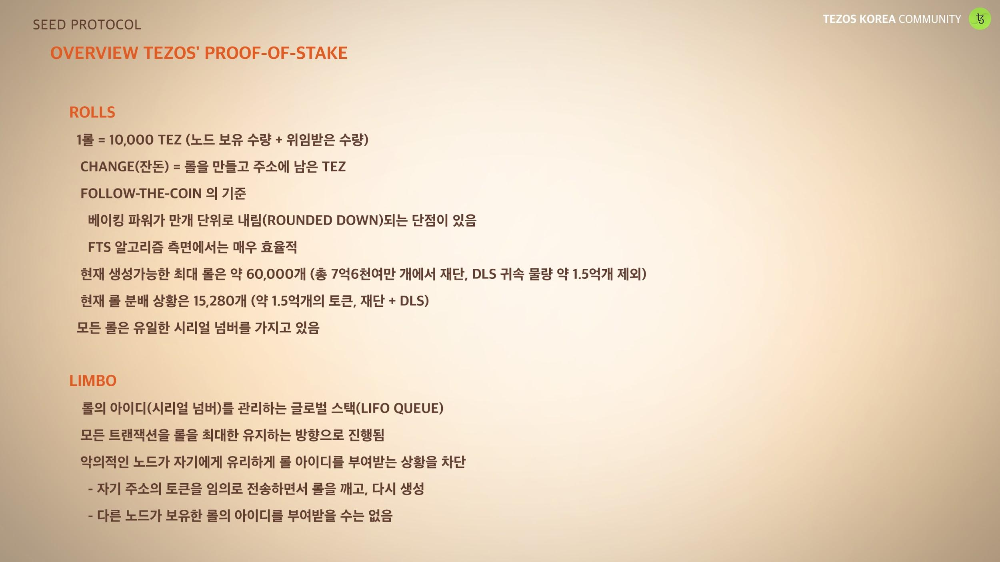 SEED PROTOCOL
TEZOS KOREA COMMUNITY
OVERVIEW TEZOS' PROOF-OF-STAKE
ROLLS
1롤 = 10,000 TEZ (노드 보유 수량 + 위임받은 수량)
CHANGE(잔돈) = 롤을 만들고 주소에 남은 TEZ
FOLLOW-THE-COIN 의 기준
베이킹 파워가 만개 단위로 내림(ROUNDED DOWN)되는 단점이 있음
FTS 알고리즘 측면에서는 매우 효율적
현재 생성가능한 최대 롤은 약 60,000개 (총 7억6천여만 개에서 재단, DLS 귀속 물량 약 1.5억개 제외)
현재 롤 분배 상황은 15,280개 (약 1.5억개의 토큰, 재단 + DLS)
모든 롤은 유일한 시리얼 넘버를 가지고 있음
LIMBO
롤의 아이디(시리얼 넘버)를 관리하는 글로벌 스택(LIFO QUEUE)
모든 트랜잭션을 롤을 최대한 유지하는 방향으로 진행됨
악의적인 노드가 자기에게 유리하게 롤 아이디를 부여받는 상황을 차단
- 자기 주소의 토큰을 임의로 전송하면서 롤을 깨고, 다시 생성
- 다른 노드가 보유한 롤의 아이디를 부여받을 수는 없음